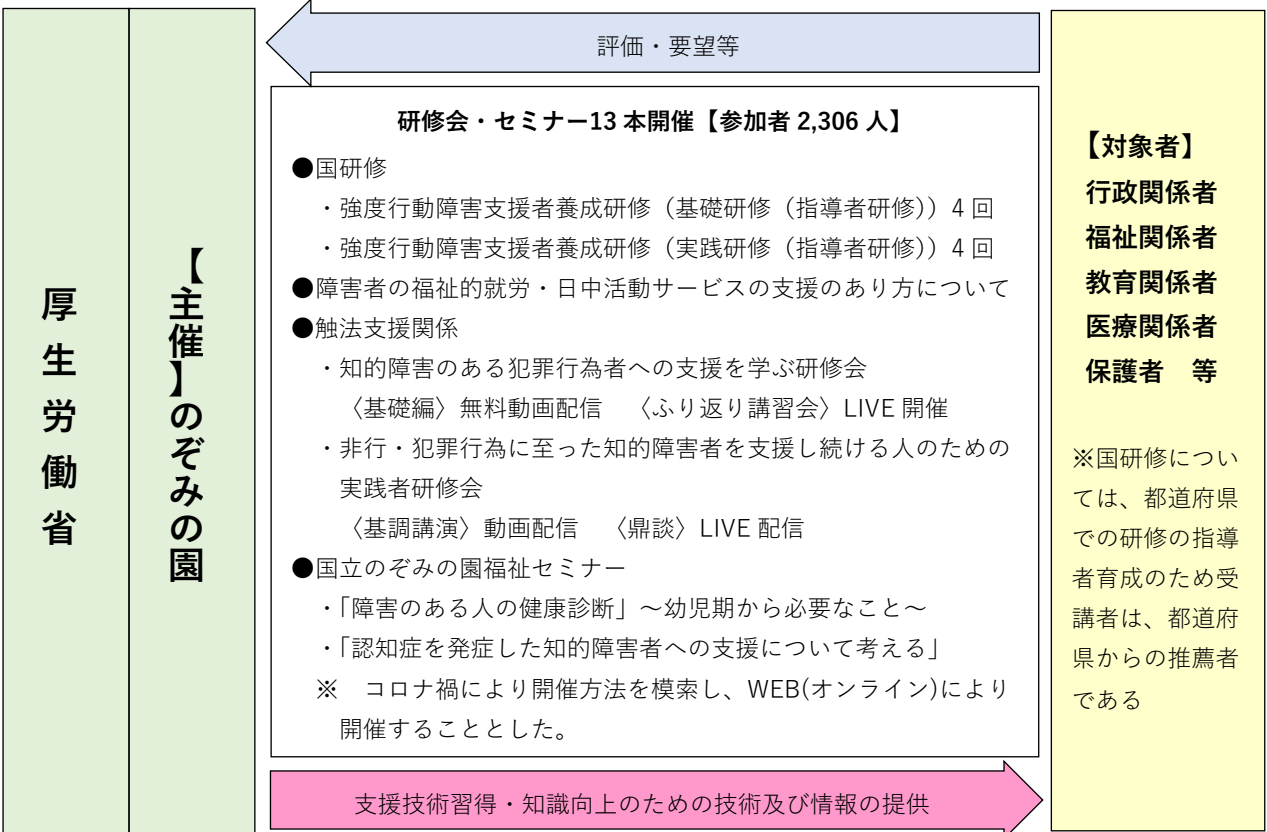 厚生労働省
【主催】のぞみの園
評価・要望等
研修会・セミナー13 本開催【参加者 2,306 人】
●国研修
・強度行動障害支援者養成研修（基礎研修（指導者研修））4 回
・強度行動障害支援者養成研修（実践研修（指導者研修））4 回
●障害者の福祉的就労・日中活動サービスの支援のあり方について
●触法支援関係
・知的障害のある犯罪行為者への支援を学ぶ研修会
〈基礎編〉無料動画配信　〈ふり返り講習会〉LIVE 開催
・非行・犯罪行為に至った知的障害者を支援し続ける人のための
実践者研修会
〈基調講演〉動画配信　〈鼎談〉LIVE 配信
●国立のぞみの園福祉セミナー
・「障害のある人の健康診断」～幼児期から必要なこと～
・「認知症を発症した知的障害者への支援について考える」
※　コロナ禍により開催方法を模索し、WEB(オンライン)により
開催することとした。
支援技術習得・知識向上のための技術及び情報の提供
【対象者】
行政関係者
福祉関係者
教育関係者
医療関係者
保護者　等
※国研修につい
ては、都道府県
での研修の指導
者育成のため受
講者は、都道府
県からの推薦者
である